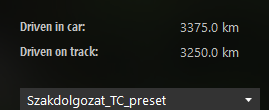 Driven in car: 3375.0 km
Driven on track: 3250.0 km
Szakdolgozat_TC_preset